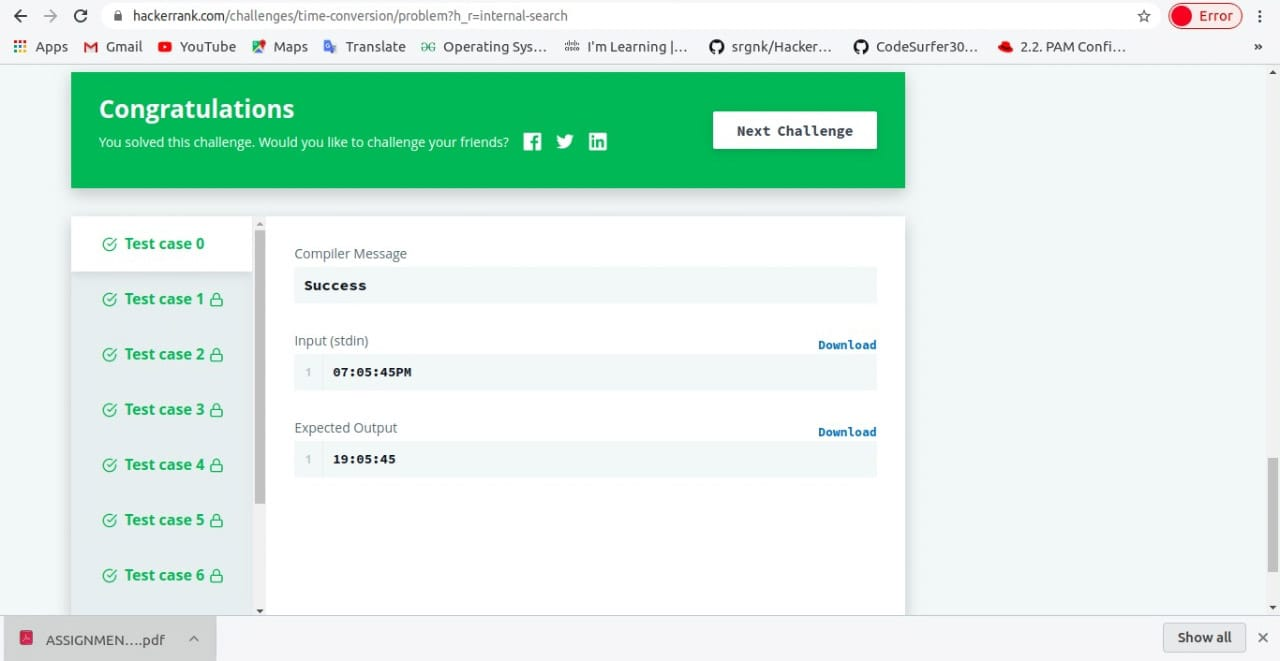 hackerrank.com/challenges/time-conversion/problem?h_r=internal-search
Error
Apps Gmail YouTube Maps Translate Operating Sys... I'm Learning |... srgnk/Hacker... CodeSurfer30... 2.2. PAM Confi... »
Congratulations
You solved this challenge. Would you like to challenge your friends?
Next Challenge
Test case 0
Test case 1
Test case 2
Test case 3
Test case 4
Test case 5
Test case 6
Compiler Message
Success
Input (stdin)
Download
1 07:05:45PM
Expected Output
Download
1 19:05:45
ASSIGNMEN....pdf
Show all